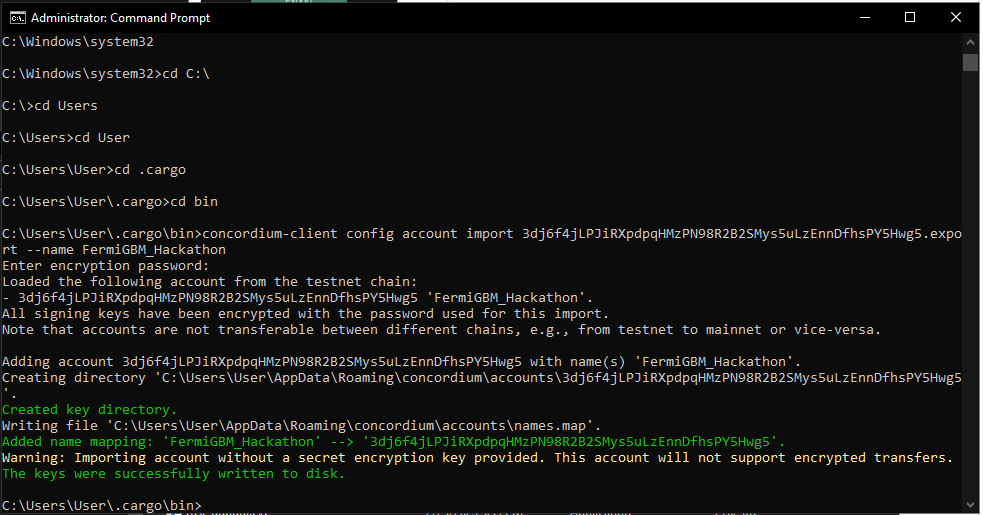 Administrator: Command Prompt
C:\Windows\system32
C:\Windows\system32>cd C:\
C:\>cd Users
C:\Users>cd User
C:\Users\User>cd .cargo
C:\Users\User\.cargo>cd bin
C:\Users\User\.cargo\bin>concordium-client config account import 3dj6f4jLPJiRXpdpqHMzPN98R2B2SMys5uLzEnnDfhsPY5Hwg5.expo
rt --name FermiGBM_Hackathon
Enter encryption password:
Loaded the following account from the testnet chain:
- 3dj6f4jLPJiRXpdpqHMzPN98R2B2SMys5uLzEnnDfhsPY5Hwg5 'FermiGBM_Hackathon'.
All signing keys have been encrypted with the password used for this import.
Note that accounts are not transferable between different chains, e.g., from testnet to mainnet or vice-versa.
Adding account 3dj6f4jLPJiRXpdpqHMzPN98R2B2SMys5uLzEnnDfhsPY5Hwg5 with name(s) 'FermiGBM_Hackathon'.
Creating directory 'C:\Users\User\AppData\Roaming\concordium\accounts\3dj6f4jLPJiRXpdpqHMzPN98R2B2SMys5uLzEnnDfhsPY5Hwg5
'.
Created key directory.
Writing file 'C:\Users\User\AppData\Roaming\concordium\accounts\names.map'.
Added name mapping: 'FermiGBM_Hackathon' --> '3dj6f4jLPJiRXpdpqHMzPN98R2B2SMys5uLzEnnDfhsPY5Hwg5'.
Warning: Importing account without a secret encryption key provided. This account will not support encrypted transfers.
The keys were successfully written to disk.
C:\Users\User\.cargo\bin>